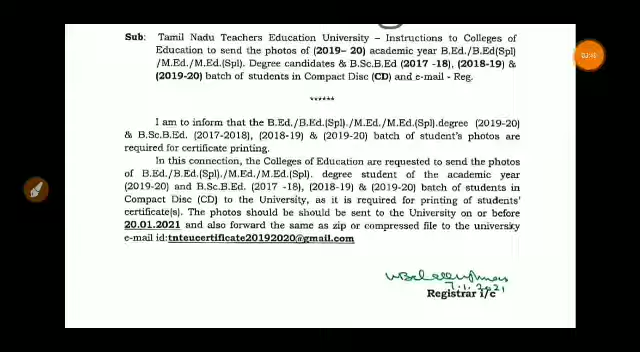 Sub: Tamil Nadu Teachers Education University – Instructions to Colleges of
Education to send the photos of (2019– 20) academic year B.Ed./B.Ed(Spl)
/M.Ed./M.Ed.(Spl). Degree candidates & B.Sc.B.Ed (2017 -18), (2018-19) &
(2019-20) batch of students in Compact Disc (CD) and e-mail - Reg.
******
I am to inform that the B.Ed./B.Ed.(Spl)./M.Ed./M.Ed.(Spl).degree (2019-20)
& B.Sc.B.Ed. (2017-2018), (2018-19) & (2019-20) batch of student's photos are
required for certificate printing.
In this connection, the Colleges of Education are requested to send the photos
of B.Ed./B.Ed.(Spl)./M.Ed./M.Ed.(Spl). degree student of the academic year
(2019-20) and B.Sc.B.Ed. (2017 -18), (2018-19) & (2019-20) batch of students in
Compact Disc (CD) to the University, as it is required for printing of students'
certificate(s). The photos should be should be sent to the University on or before
20.01.2021 and also forward the same as zip or compressed file to the university
e-mail id:tnteucertificate20192020@gmail.com
7.1.2021
Registrar i/c